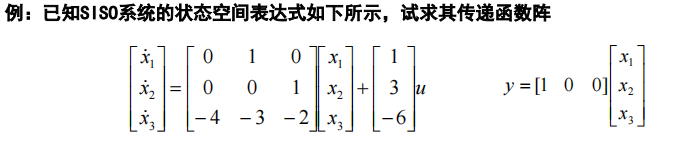 例：已知SISO系统的状态空间表达式如下所示，试求其传递函数阵
[ẋ₁] = [0 1 0] [x₁] + [1] u  y = [1 0 0] [x₁]
[ẋ₂] [0 0 1] [x₂] [3] [x₂]
[ẋ₃] [−4 −3 −2] [x₃] [−6] [x₃]